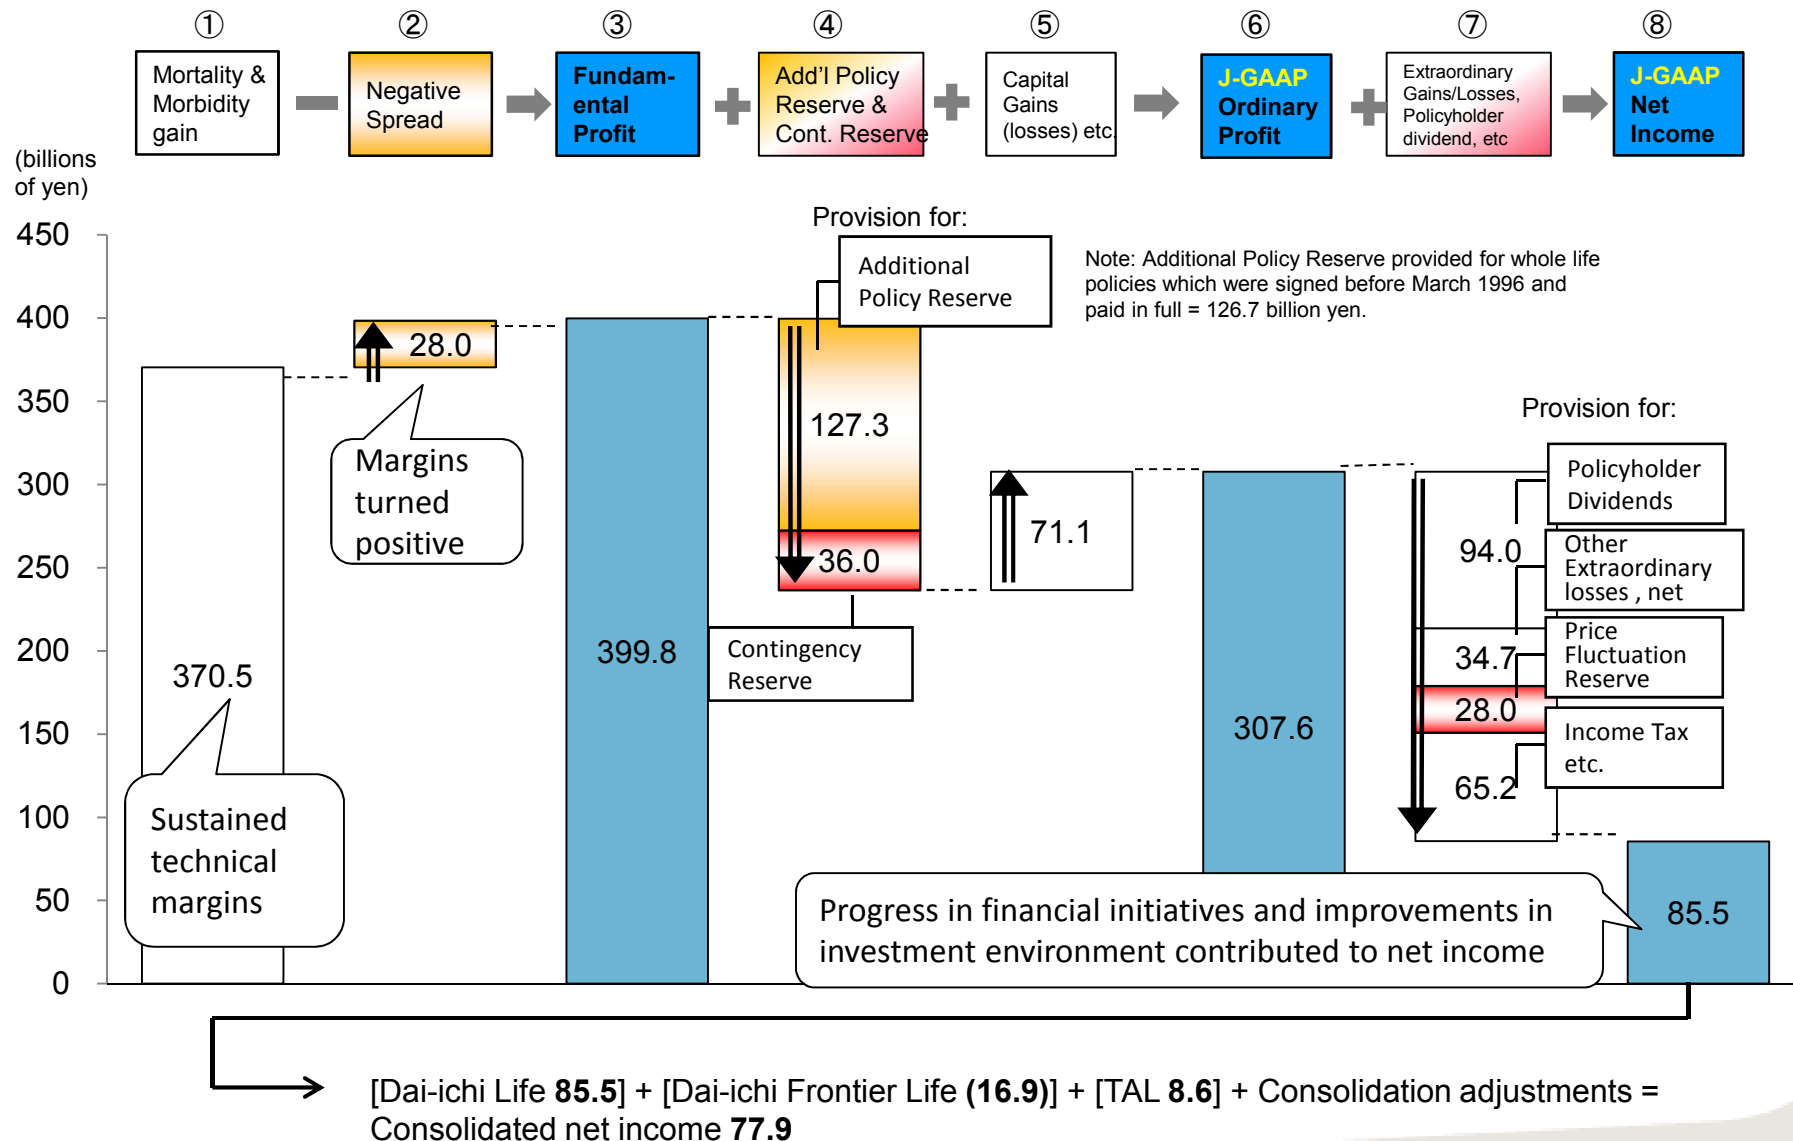 ① ② ③ ④ ⑤ ⑥ ⑦ ⑧
Mortality &
Morbidity
gain
Negative
Spread
Fundam-
ental
Profit
Add'l Policy
Reserve &
Cont. Reserve
Capital
Gains
(losses) etc.
J-GAAP
Ordinary
Profit
Extraordinary
Gains/Losses,
Policyholder
dividend, etc
J-GAAP
Net
Income
(billions
of yen)
450
400
350
300
250
200
150
100
50
0
370.5
Sustained
technical
margins
28.0
Margins
turned
positive
399.8
Provision for:
Additional
Policy Reserve
127.3
36.0
Contingency
Reserve
Note: Additional Policy Reserve provided for whole life
policies which were signed before March 1996 and
paid in full = 126.7 billion yen.
71.1
307.6
Provision for:
Policyholder
Dividends
94.0
Other
Extraordinary
losses , net
34.7
Price
Fluctuation
Reserve
28.0
Income Tax
etc.
65.2
Progress in financial initiatives and improvements in
investment environment contributed to net income
85.5
[Dai-ichi Life 85.5] + [Dai-ichi Frontier Life (16.9)] + [TAL 8.6] + Consolidation adjustments =
Consolidated net income 77.9